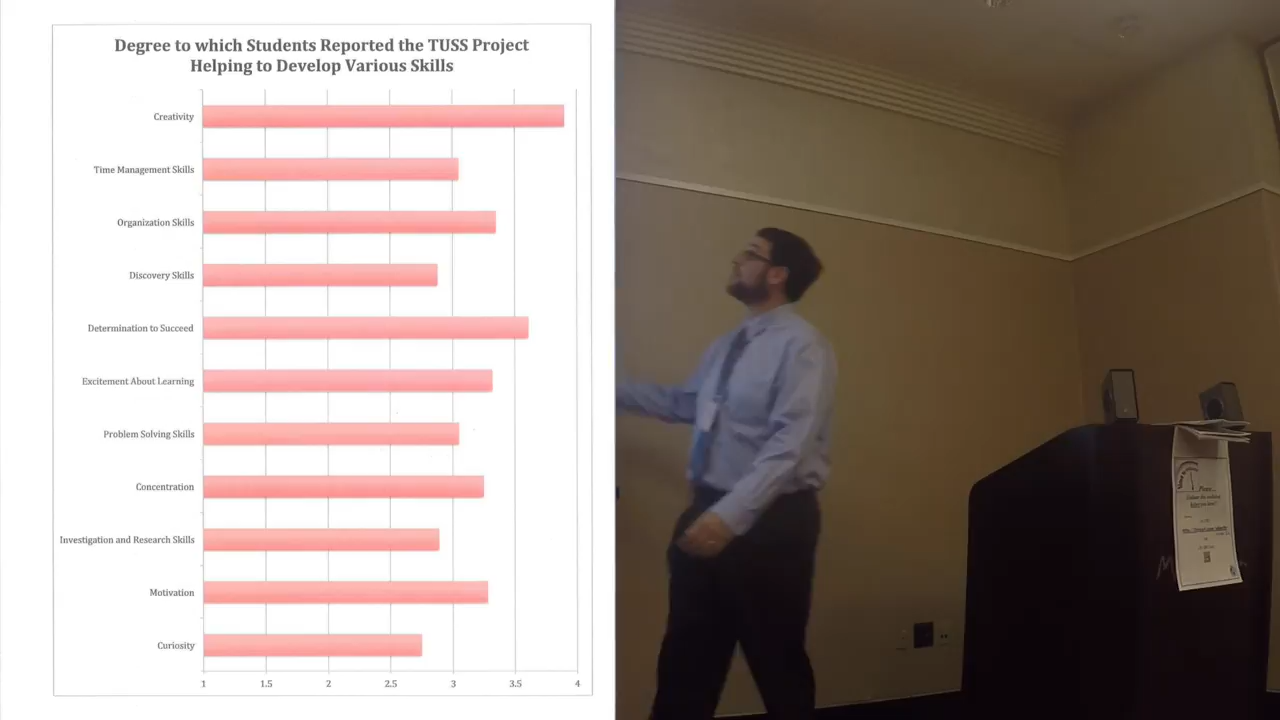 Degree to which Students Reported the TUSS Project
Helping to Develop Various Skills
Creativity
Time Management Skills
Organization Skills
Discovery Skills
Determination to Succeed
Excitement About Learning
Problem Solving Skills
Concentration
Investigation and Research Skills
Motivation
Curiosity
1 1.5 2 2.5 3 3.5 4